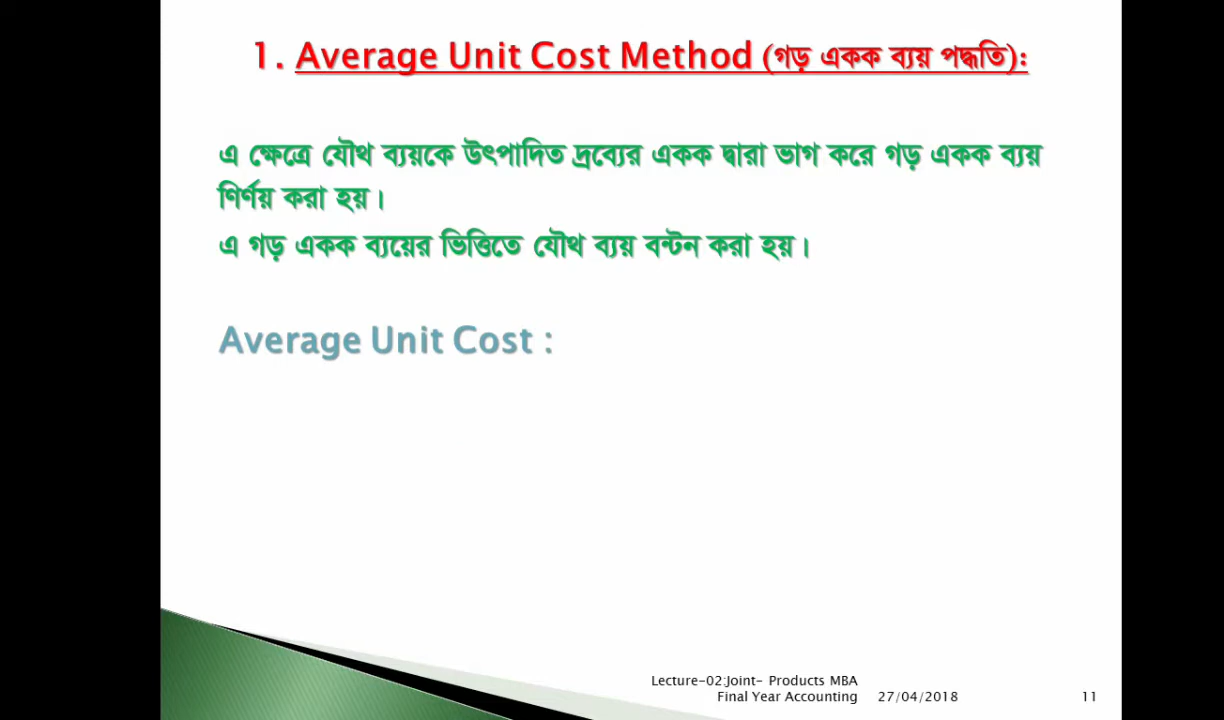 1. Average Unit Cost Method (গড় একক ব্যয় পদ্ধতি):
এ ক্ষেত্রে যৌথ ব্যয়কে উৎপাদিত দ্রব্যের একক দ্বারা ভাগ করে গড় একক ব্যয়
ণির্ণয় করা হয়।
এ গড় একক ব্যয়ের ভিত্তিতে যৌথ ব্যয় বন্টন করা হয়।
Average Unit Cost :
Lecture-02:Joint- Products MBA
Final Year Accounting 27/04/2018 11